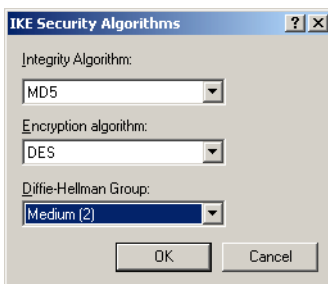 IKE Security Algorithms
Integrity Algorithm:
MD5
Encryption algorithm:
DES
Diffie-Hellman Group:
Medium (2)
OK Cancel